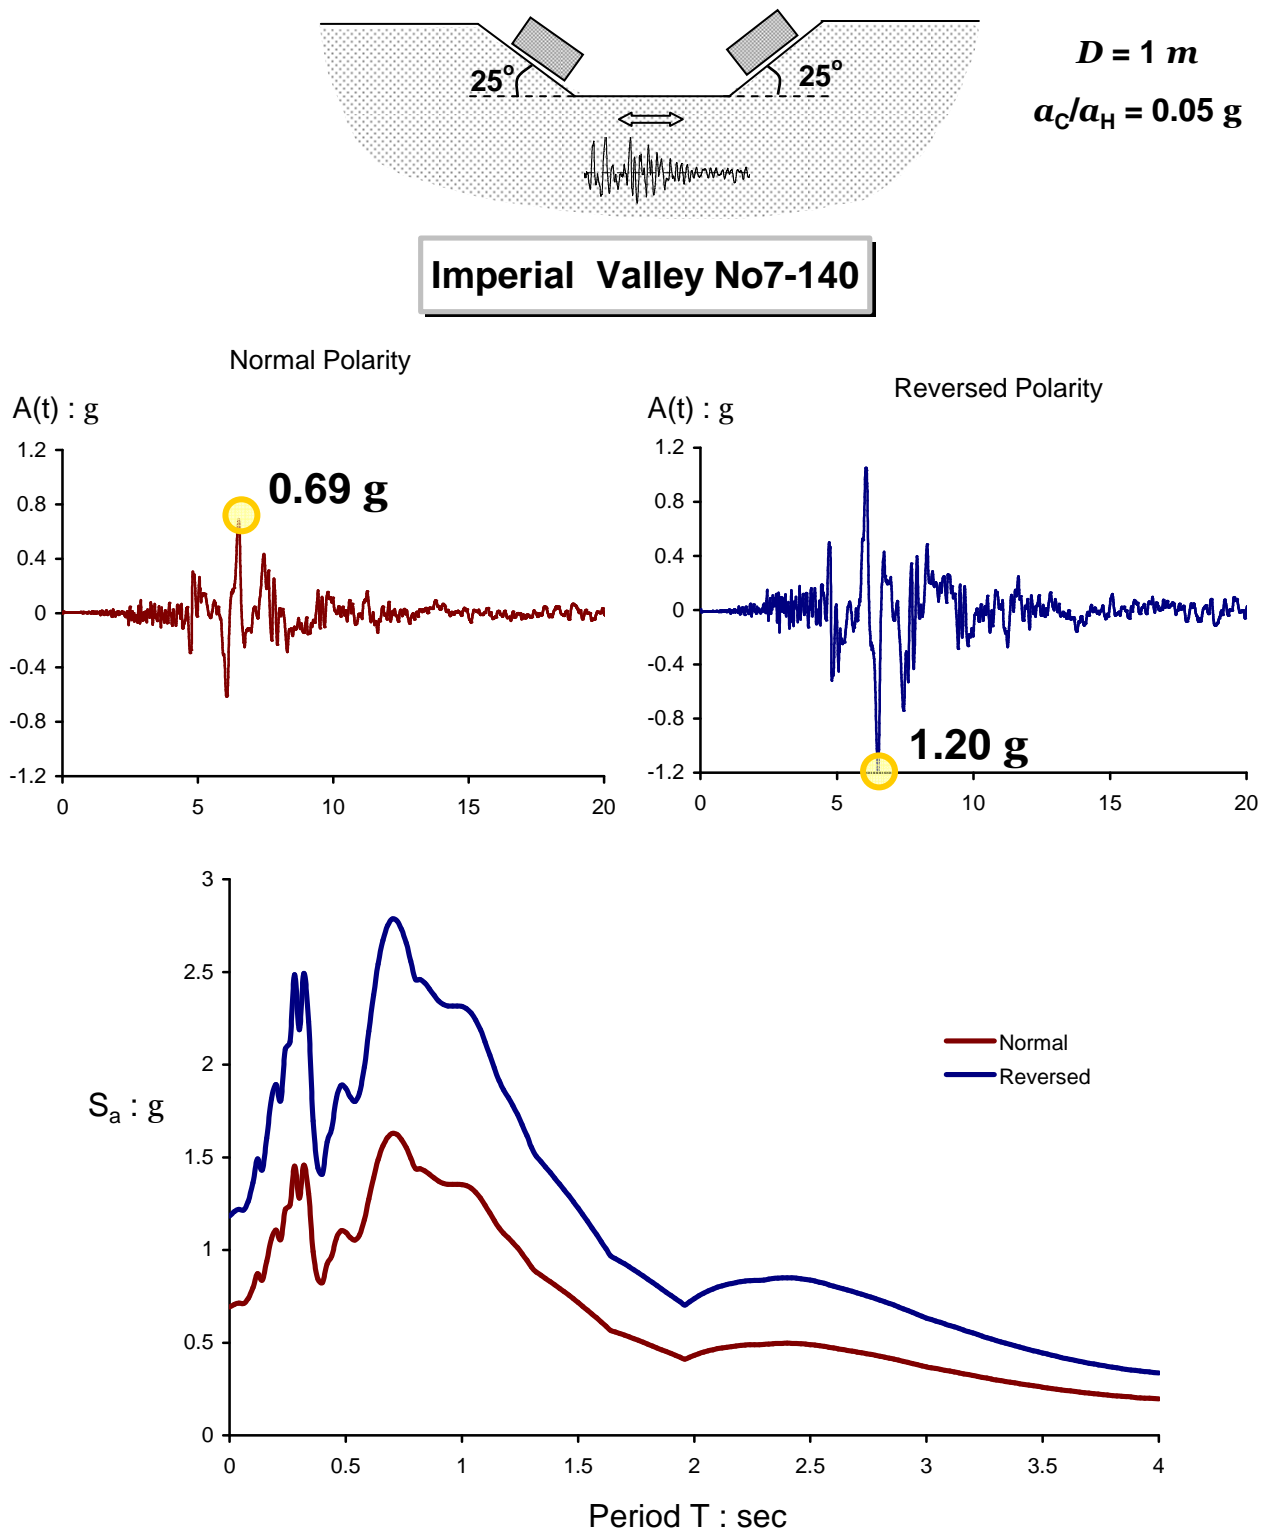 25° 25°
D = 1 m
aC/aH = 0.05 g
Imperial Valley No7-140
Normal Polarity
Reversed Polarity
A(t) : g
A(t) : g
1.2
0.8
0.4
0
-0.4
-0.8
-1.2
0 5 10 15 20
0.69 g
1.2
0.8
0.4
0
-0.4
-0.8
-1.2
0 5 10 15 20
1.20 g
3
2.5
2
1.5
1
0.5
0
Sa : g
Normal
Reversed
0 0.5 1 1.5 2 2.5 3 3.5 4
Period T : sec